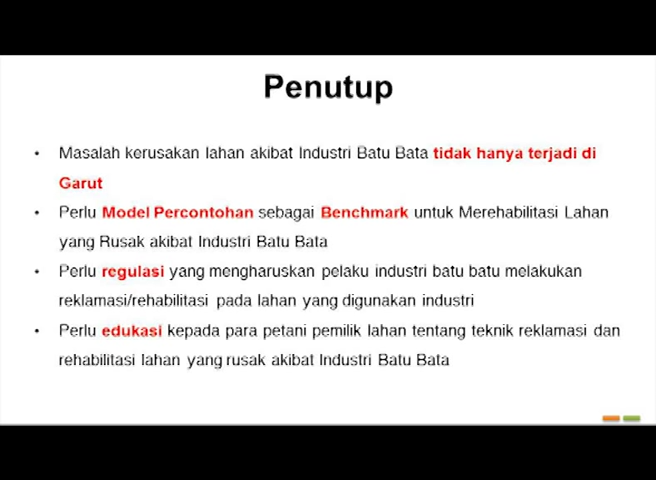 Penutup
• Masalah kerusakan lahan akibat Industri Batu Bata tidak hanya terjadi di
Garut
• Perlu Model Percontohan sebagai Benchmark untuk Merehabilitasi Lahan
yang Rusak akibat Industri Batu Bata
• Perlu regulasi yang mengharuskan pelaku industri batu batu melakukan
reklamasi/rehabilitasi pada lahan yang digunakan industri
• Perlu edukasi kepada para petani pemilik lahan tentang teknik reklamasi dan
rehabilitasi lahan yang rusak akibat Industri Batu Bata